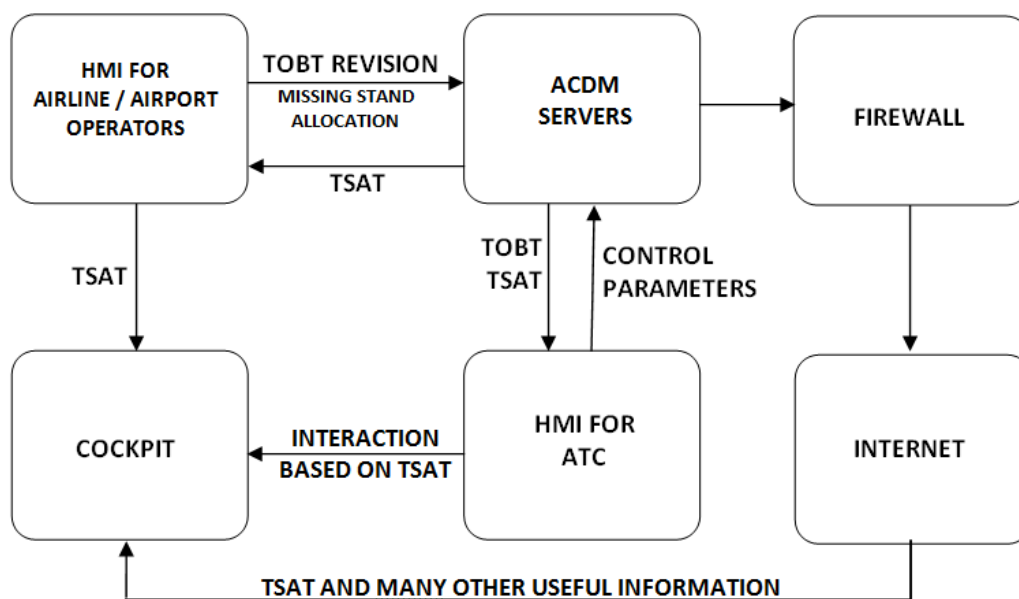 HMI FOR
AIRLINE / AIRPORT
OPERATORS
TOBT REVISION
MISSING STAND
ALLOCATION
TSAT
ACDM
SERVERS
FIREWALL
TSAT
TOBT
TSAT
CONTROL
PARAMETERS
COCKPIT
INTERACTION
BASED ON TSAT
HMI FOR
ATC
INTERNET
TSAT AND MANY OTHER USEFUL INFORMATION